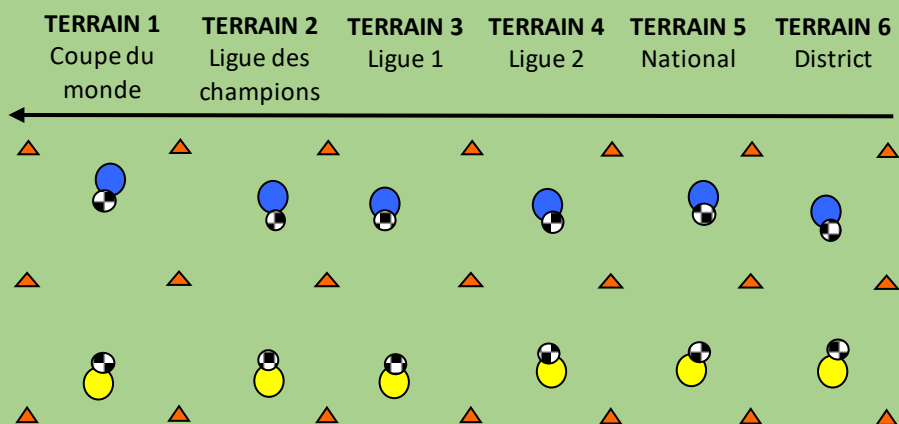 TERRAIN 1
Coupe du
monde
TERRAIN 2
Ligue des
champions
TERRAIN 3
Ligue 1
TERRAIN 4
Ligue 2
TERRAIN 5
National
TERRAIN 6
District